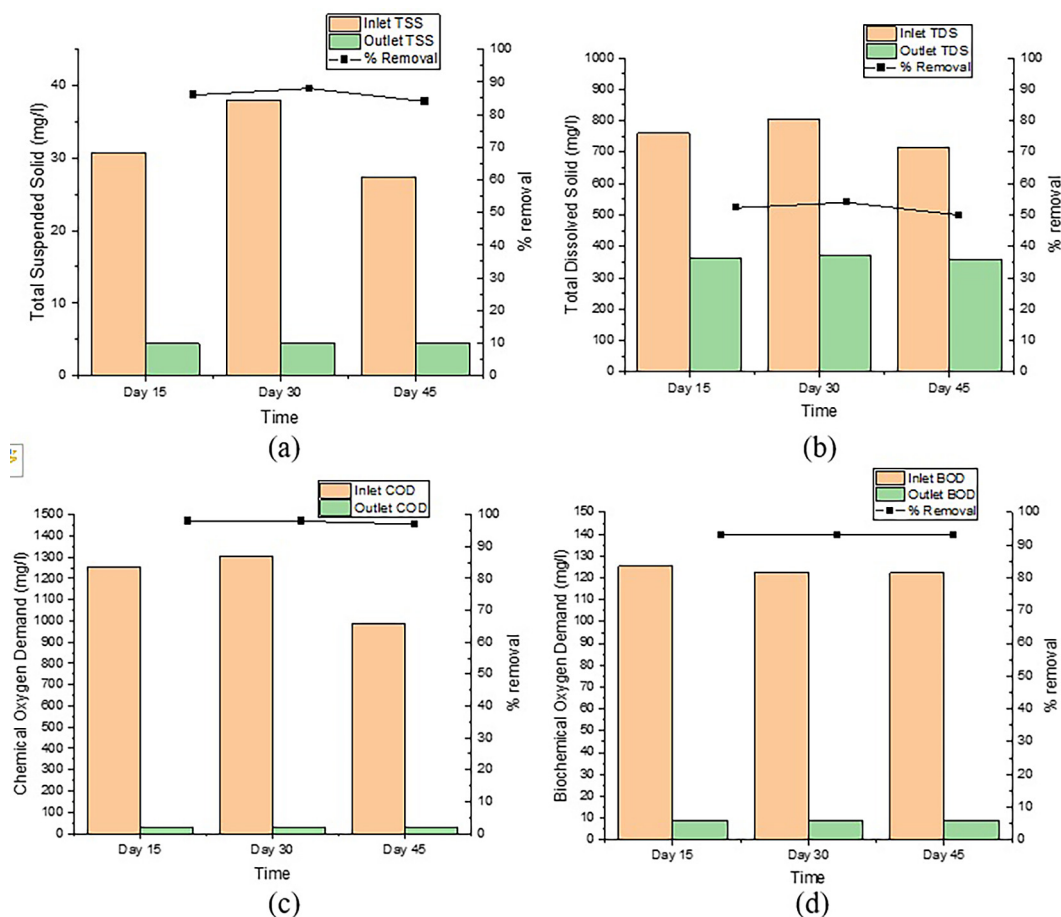 Inlet TSS
Outlet TSS
% Removal
Total Suspended Solid (mg/l)
40
30
20
10
0
100
90
80
70
60
50
40
30
20
10
0
% removal
Day 15 Day 30 Day 45
Time
(a)
Inlet TDS
Outlet TDS
% Removal
Total Dissolved Solid (mg/l)
1000
900
800
700
600
500
400
300
200
100
0
100
90
80
70
60
50
40
30
20
10
0
% removal
Day 15 Day 30 Day 45
Time
(b)
Inlet COD
Outlet COD
Chemical Oxygen Demand (mg/l)
1500
1400
1300
1200
1100
1000
900
800
700
600
500
400
300
200
100
0
100
90
80
70
60
50
40
30
20
10
0
% removal
Day 15 Day 30 Day 45
Time
(c)
Inlet BOD
Outlet BOD
% Removal
Biochemical Oxygen Demand (mg/l)
150
140
130
120
110
100
90
80
70
60
50
40
30
20
10
0
100
90
80
70
60
50
40
30
20
10
0
% removal
Day 15 Day 30 Day 45
Time
(d)